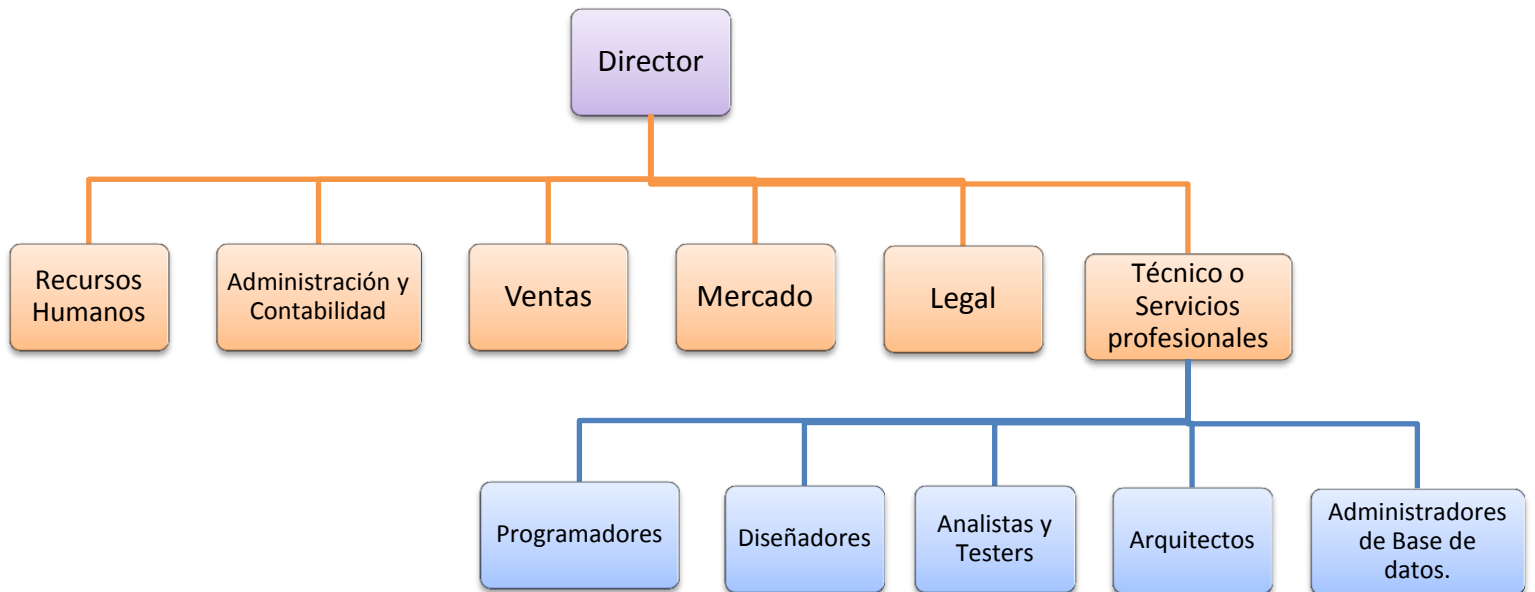 Director
Recursos
Humanos
Administración y
Contabilidad
Ventas
Mercado
Legal
Técnico o
Servicios
profesionales
Programadores
Diseñadores
Analistas y
Testers
Arquitectos
Administradores
de Base de
datos.